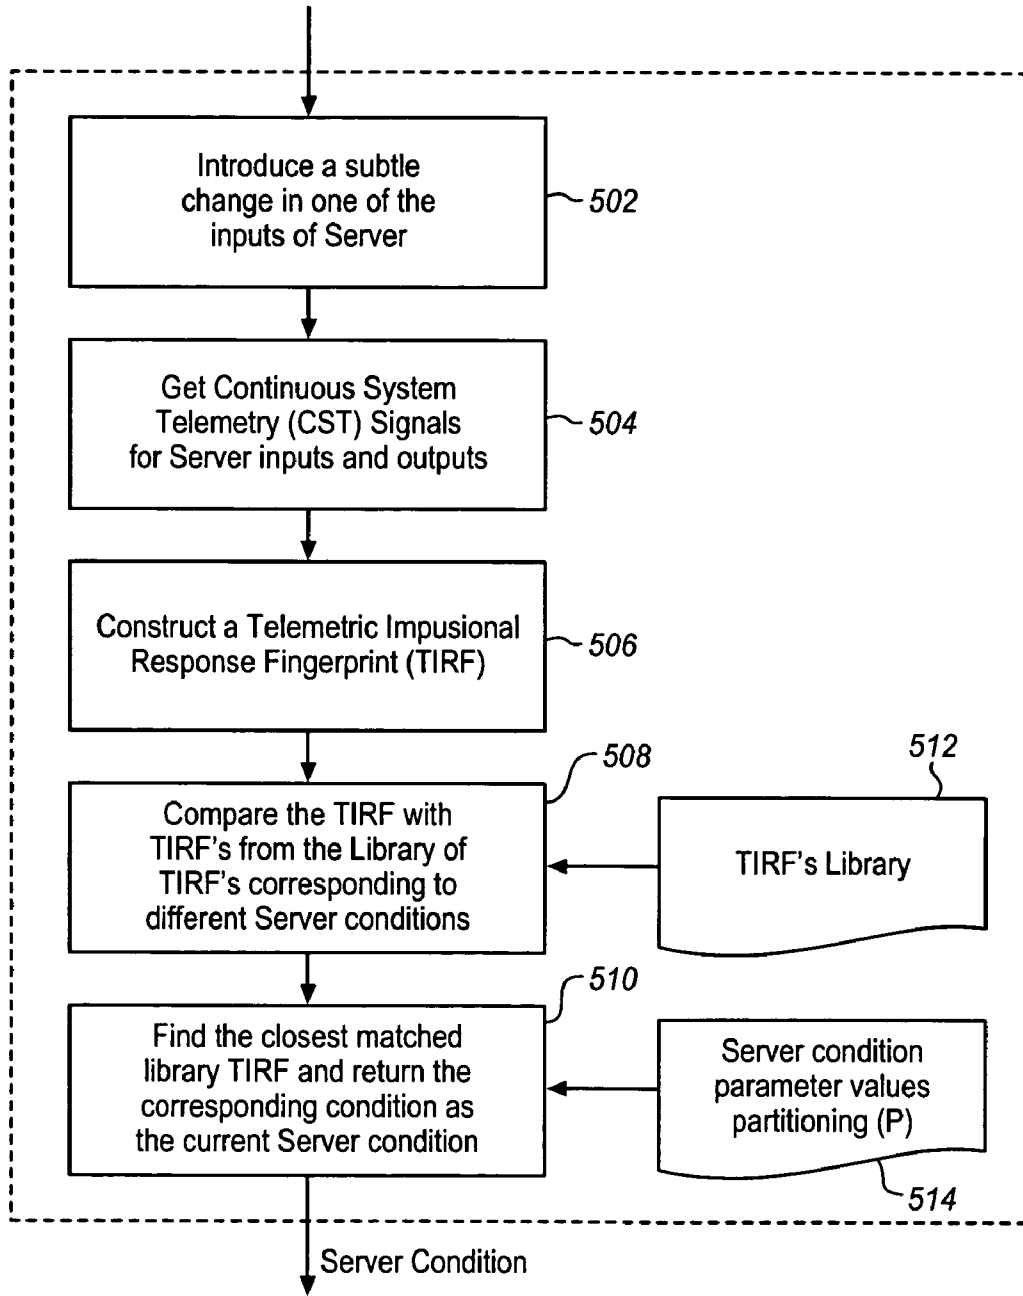 Introduce a subtle
change in one of the
inputs of Server
502
Get Continuous System
Telemetry (CST) Signals
for Server inputs and outputs
504
Construct a Telemetric Impusional
Response Fingerprint (TIRF)
506
508
Compare the TIRF with
TIRF's from the Library of
TIRF's corresponding to
different Server conditions
512
TIRF's Library
510
Find the closest matched
library TIRF and return the
corresponding condition as
the current Server condition
Server condition
parameter values
partitioning (P)
514
Server Condition